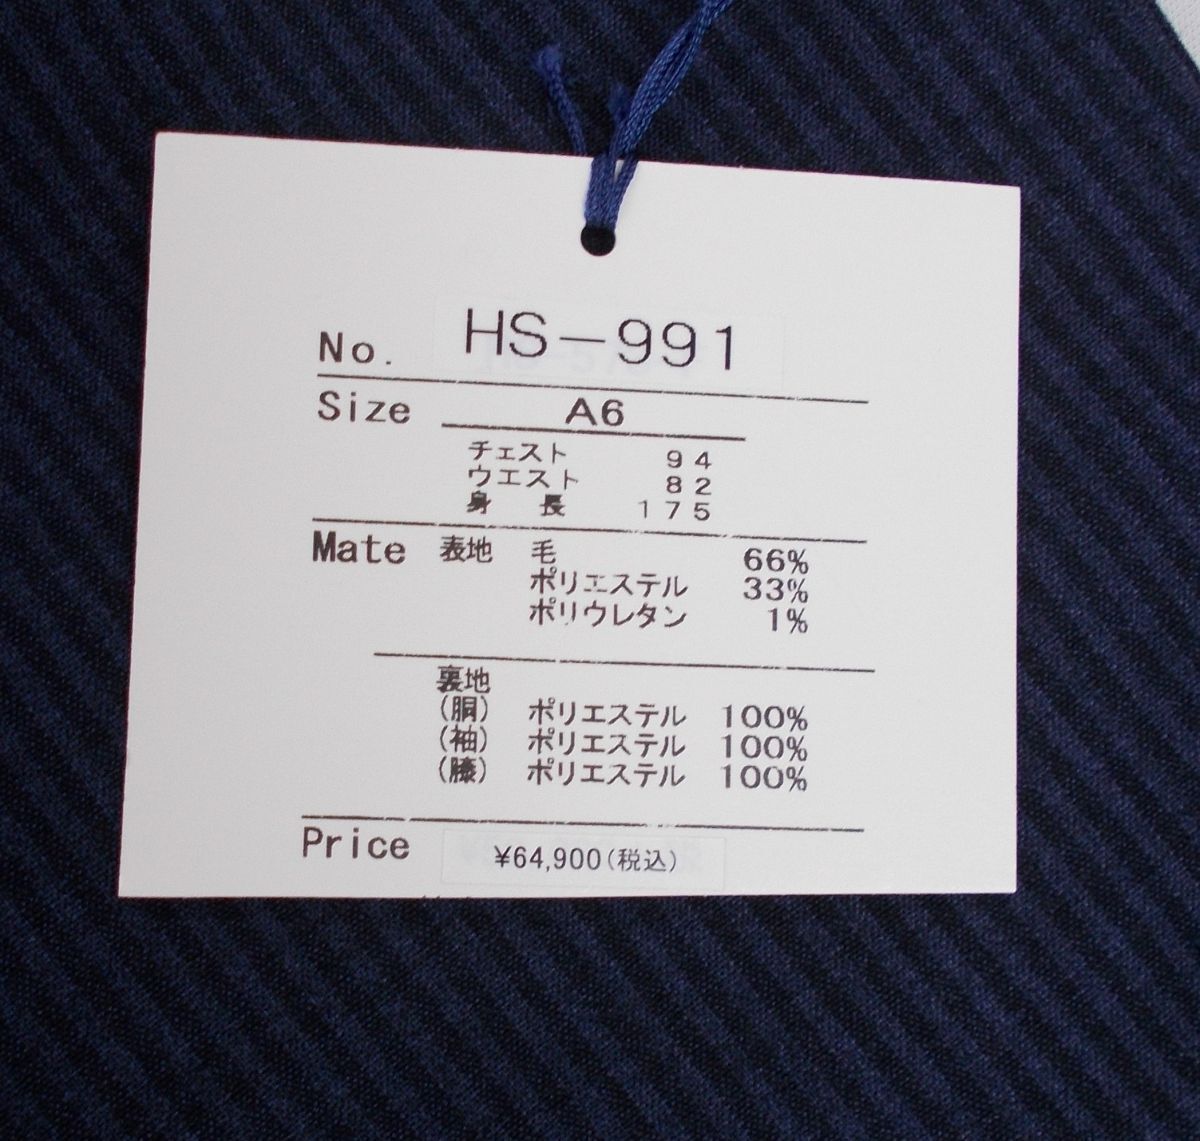 No. HS-991
Size A6
チェスト 94
ウエスト 82
身 長 175
Mate 表地 毛 66%
ポリエステル 33%
ポリウレタン 1%
裏地
(胴) ポリエステル 100%
(袖) ポリエステル 100%
(膝) ポリエステル 100%
Price ¥64,900(税込)